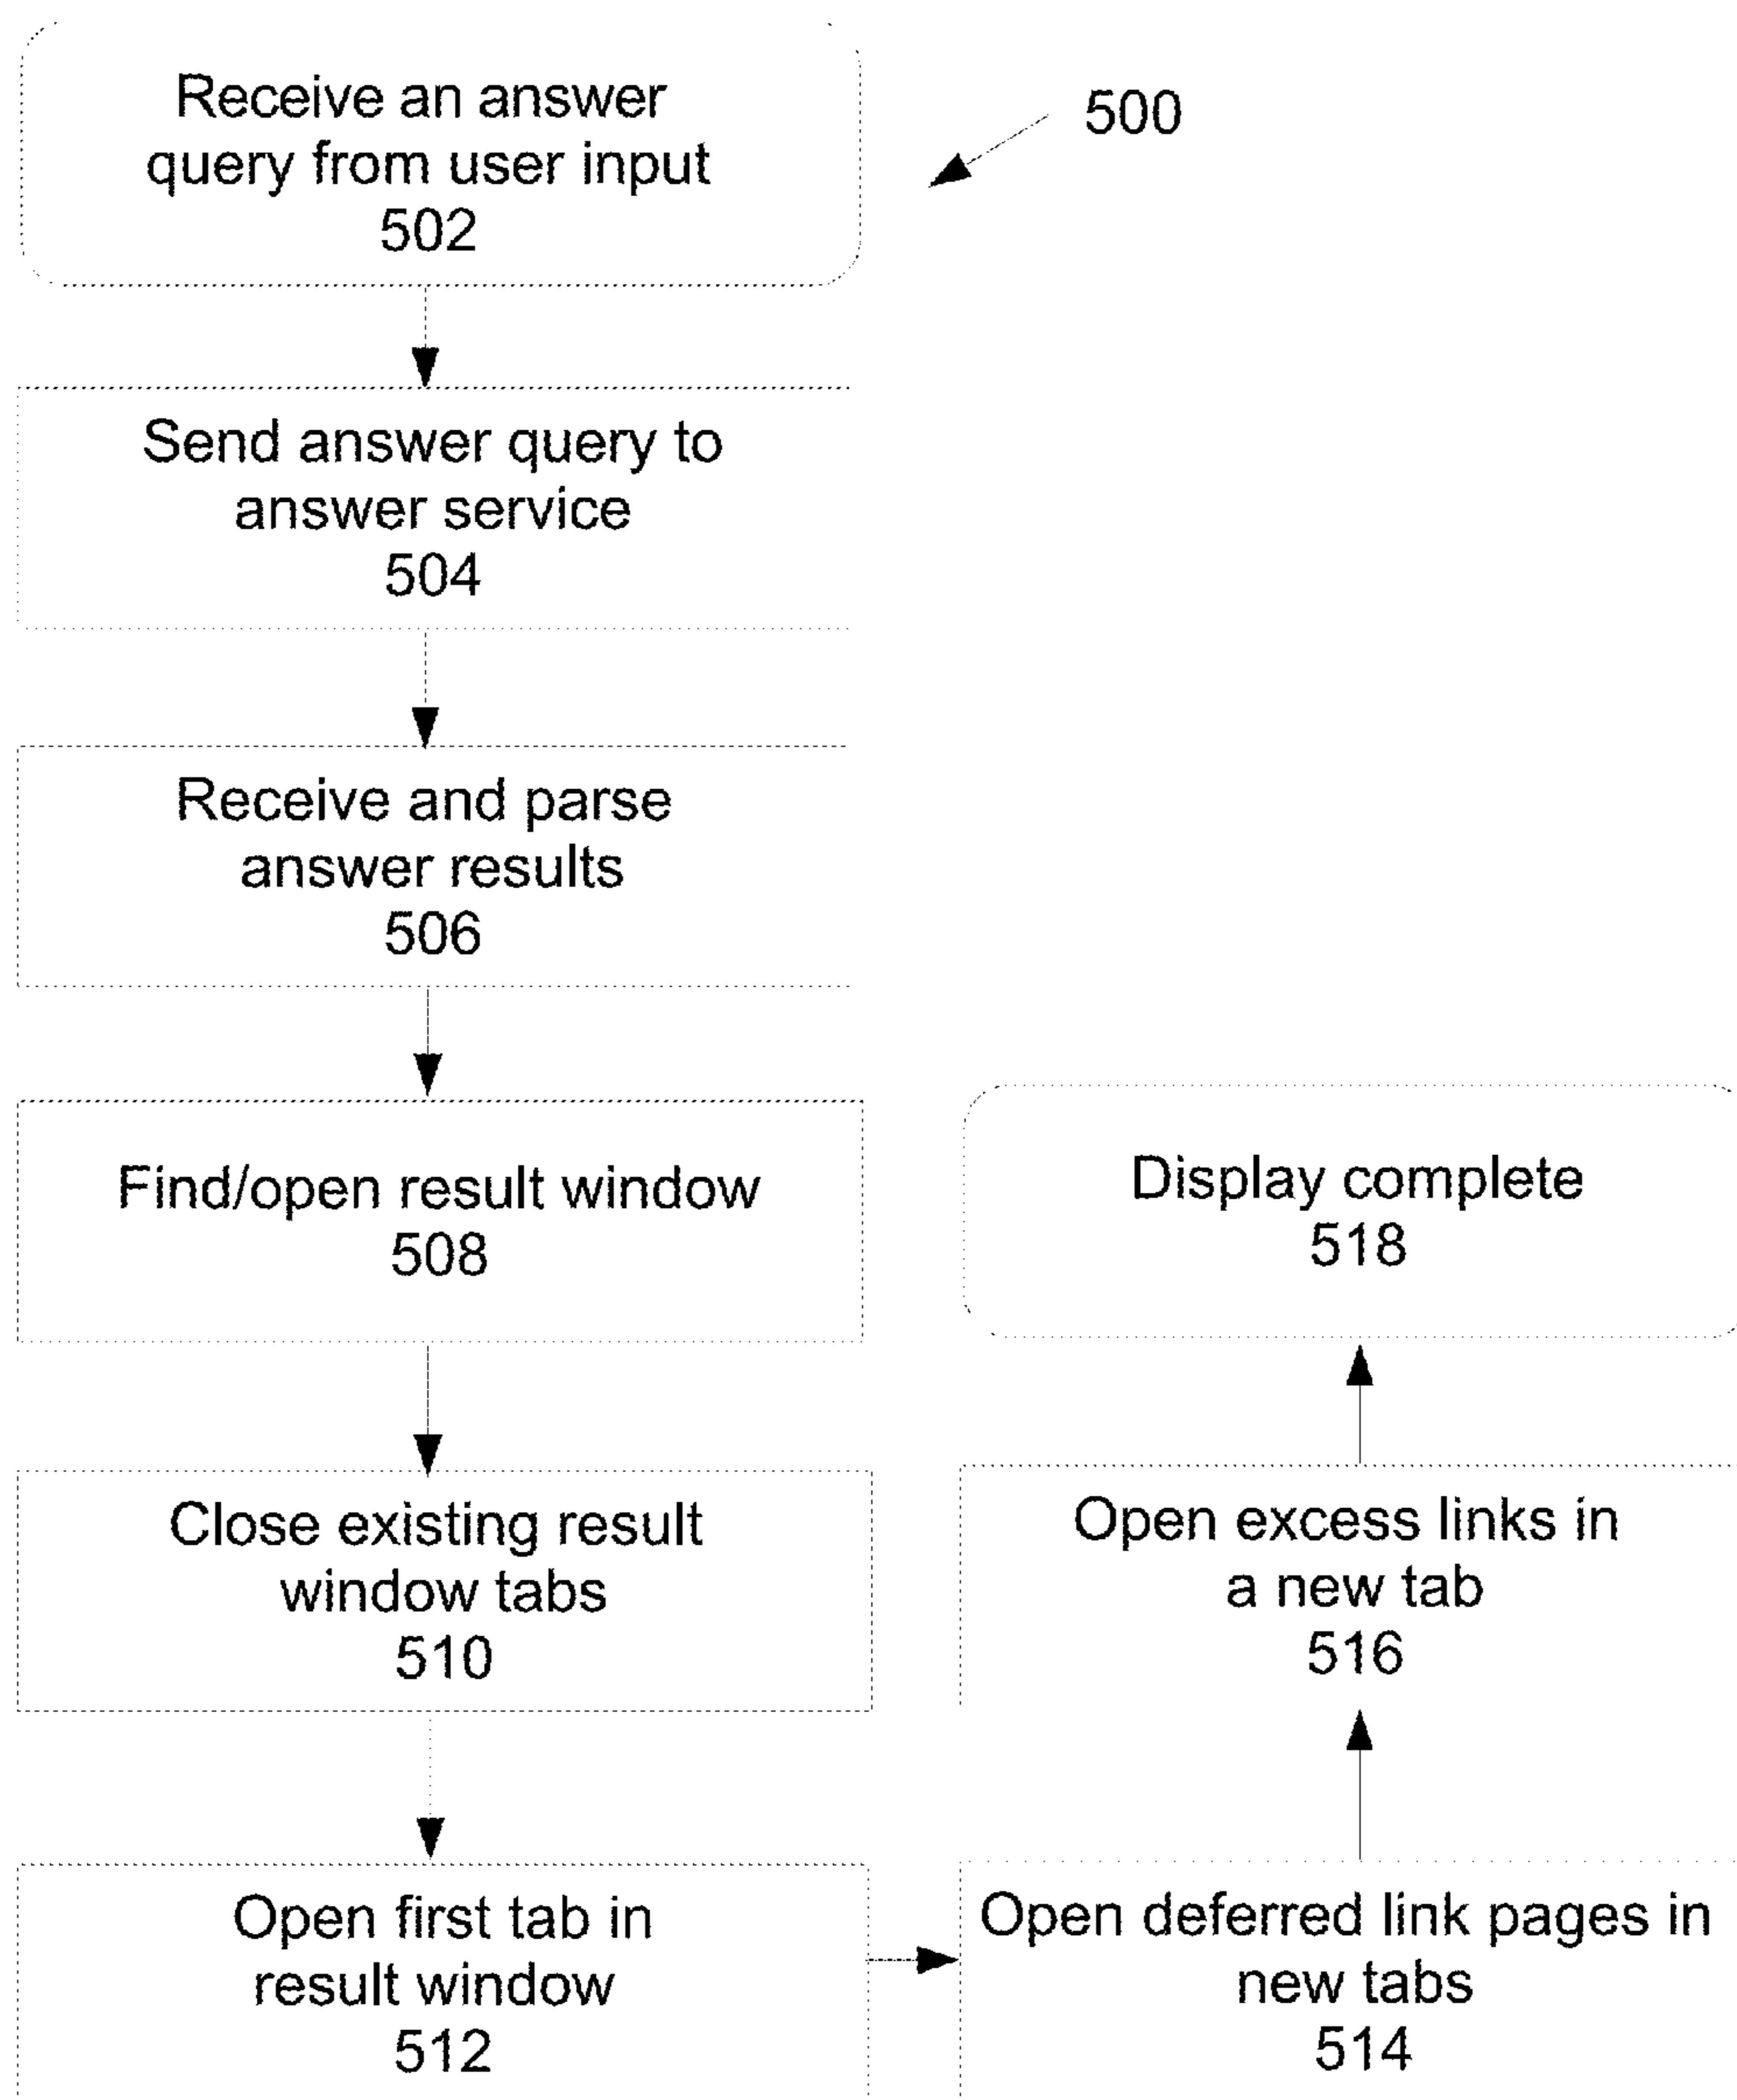 Receive an answer
query from user input
502
500
Send answer query to
answer service
504
Receive and parse
answer results
506
Find/open result window
508
Close existing result
window tabs
510
Open first tab in
result window
512
Open deferred link pages in
new tabs
514
Open excess links in
a new tab
516
Display complete
518